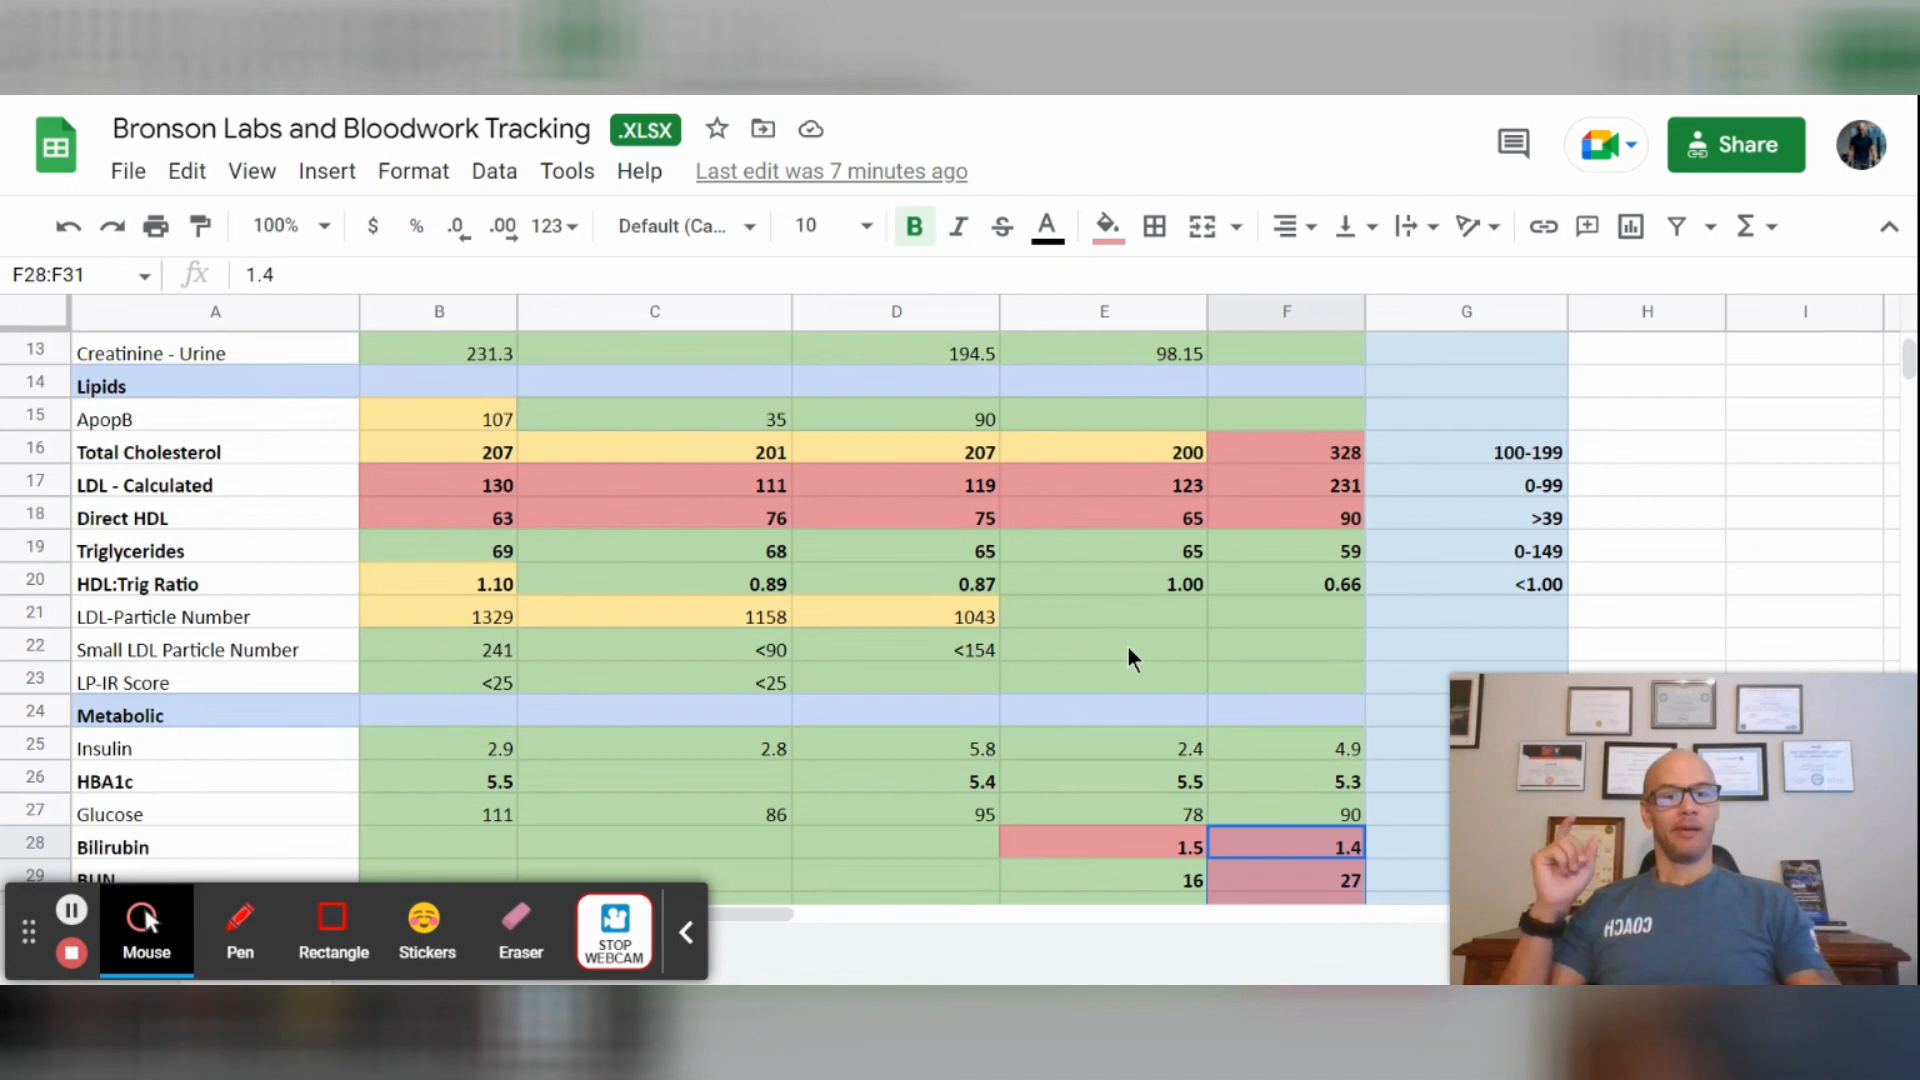 Bronson Labs and Bloodwork Tracking .XLSX
Share
File Edit View Insert Format Data Tools Help Last edit was 7 minutes ago
100% $ % .0 .00 123 Default (Ca... 10 B I S A
F28:F31 fx 1.4
A B C D E F G H I
13 Creatinine - Urine 231.3 194.5 98.15
14 Lipids
15 ApopB 107 35 90
16 Total Cholesterol 207 201 207 200 328 100-199
17 LDL - Calculated 130 111 119 123 231 0-99
18 Direct HDL 63 76 75 65 90 >39
19 Triglycerides 69 68 65 65 59 0-149
20 HDL:Trig Ratio 1.10 0.89 0.87 1.00 0.66 <1.00
21 LDL-Particle Number 1329 1158 1043
22 Small LDL Particle Number 241 <90 <154
23 LP-IR Score <25 <25
24 Metabolic
25 Insulin 2.9 2.8 5.8 2.4 4.9
26 HBA1c 5.5 5.4 5.5 5.3
27 Glucose 111 86 95 78 90
28 Bilirubin 1.5 1.4
29 BUN 16 27
Mouse Pen Rectangle Stickers Eraser STOP
WEBCAM
COACH